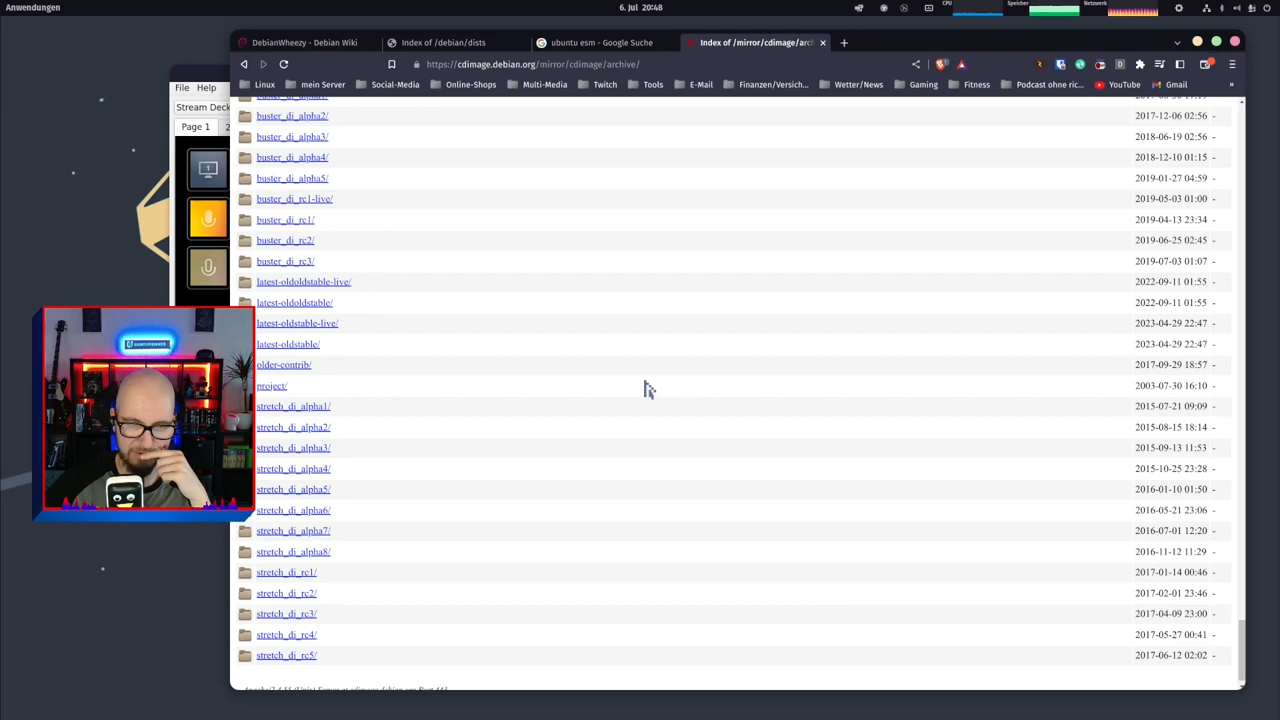 Anwendungen
6. Jul 20:48
CPU
Speicher
Netzwerk
File Help
Stream Deck
Page 1 2
DebianWheezy - Debian Wiki
Index of /debian/dists
ubuntu esm - Google Suche
Index of /mirror/cdimage/arc
https://cdimage.debian.org/mirror/cdimage/archive/
Linux
mein Server
Social-Media
Online-Shops
Multi-Media
Twitch
Tools
E-Mail
Finanzen/Versich...
Wetter/News
Gaming
Fitness
Podcast ohne ric...
YouTube
Gmail
»
buster_di_alpha2/ 2017-12-06 02:56 -
buster_di_alpha3/ 2018-06-19 02:56 -
buster_di_alpha4/ 2018-12-10 01:15 -
buster_di_alpha5/ 2019-01-27 04:59 -
buster_di_rc1-live/ 2019-05-03 01:00 -
buster_di_rc1/ 2019-04-13 23:34 -
buster_di_rc2/ 2019-06-22 02:45 -
buster_di_rc3/ 2019-07-03 01:07 -
latest-oldoldstable-live/ 2022-09-11 01:55 -
latest-oldoldstable/ 2022-09-11 01:55 -
latest-oldstable-live/ 2023-04-29 22:47 -
latest-oldstable/ 2023-04-29 22:47 -
older-contrib/ 2017-09-29 18:57 -
project/ 2003-07-30 16:10 -
stretch_di_alpha1/ 2015-07-21 09:09 -
stretch_di_alpha2/ 2015-08-15 18:14 -
stretch_di_alpha3/ 2015-09-13 11:53 -
stretch_di_alpha4/ 2015-10-25 23:28 -
stretch_di_alpha5/ 2016-01-10 01:50 -
stretch_di_alpha6/ 2016-05-21 23:06 -
stretch_di_alpha7/ 2016-07-01 12:20 -
stretch_di_alpha8/ 2016-11-12 11:29 -
stretch_di_rc1/ 2017-01-14 00:46 -
stretch_di_rc2/ 2017-02-01 23:46 -
stretch_di_rc3/ 2017-04-09 23:00 -
stretch_di_rc4/ 2017-05-27 00:41 -
stretch_di_rc5/ 2017-06-12 02:02 -